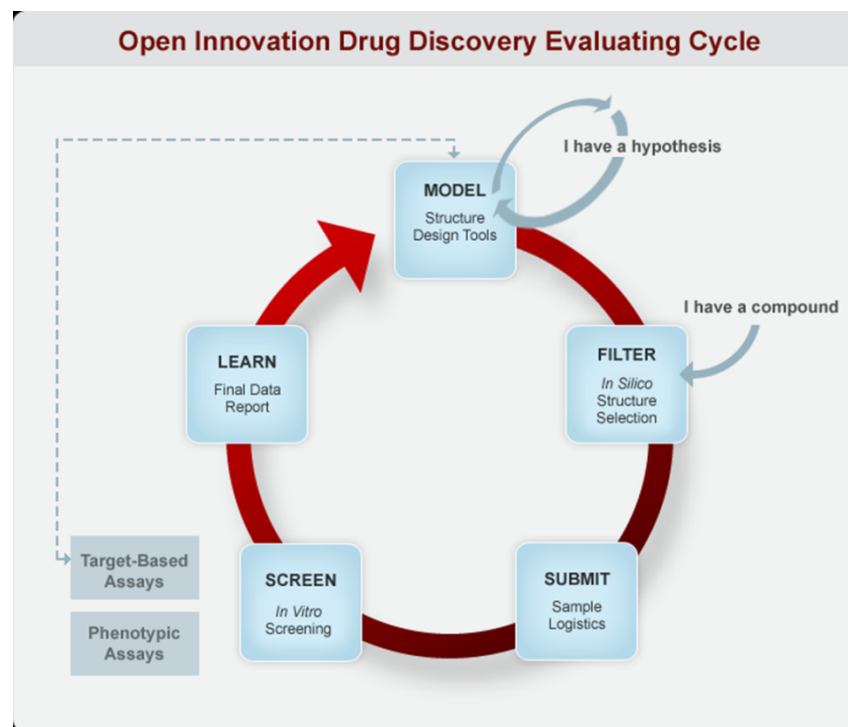 Open Innovation Drug Discovery Evaluating Cycle
I have a hypothesis
MODEL
Structure
Design Tools
I have a compound
FILTER
In Silico
Structure
Selection
LEARN
Final Data
Report
Target-Based
Assays
SCREEN
In Vitro
Screening
SUBMIT
Sample
Logistics
Phenotypic
Assays